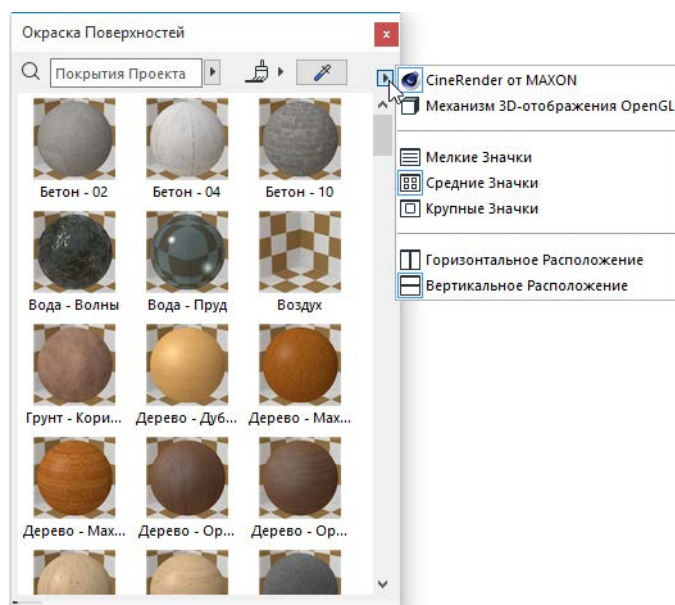 Окраска Поверхностей
Покрытия Проекта
Бетон - 02
Бетон - 04
Бетон - 10
Вода - Волны
Вода - Пруд
Воздух
Грунт - Кори...
Дерево - Дуб...
Дерево - Мах...
Дерево - Мах...
Дерево - Ор...
Дерево - Ор...
CineRender от MAXON
Механизм 3D-отображения OpenGL
Мелкие Значки
Средние Значки
Крупные Значки
Горизонтальное Расположение
Вертикальное Расположение